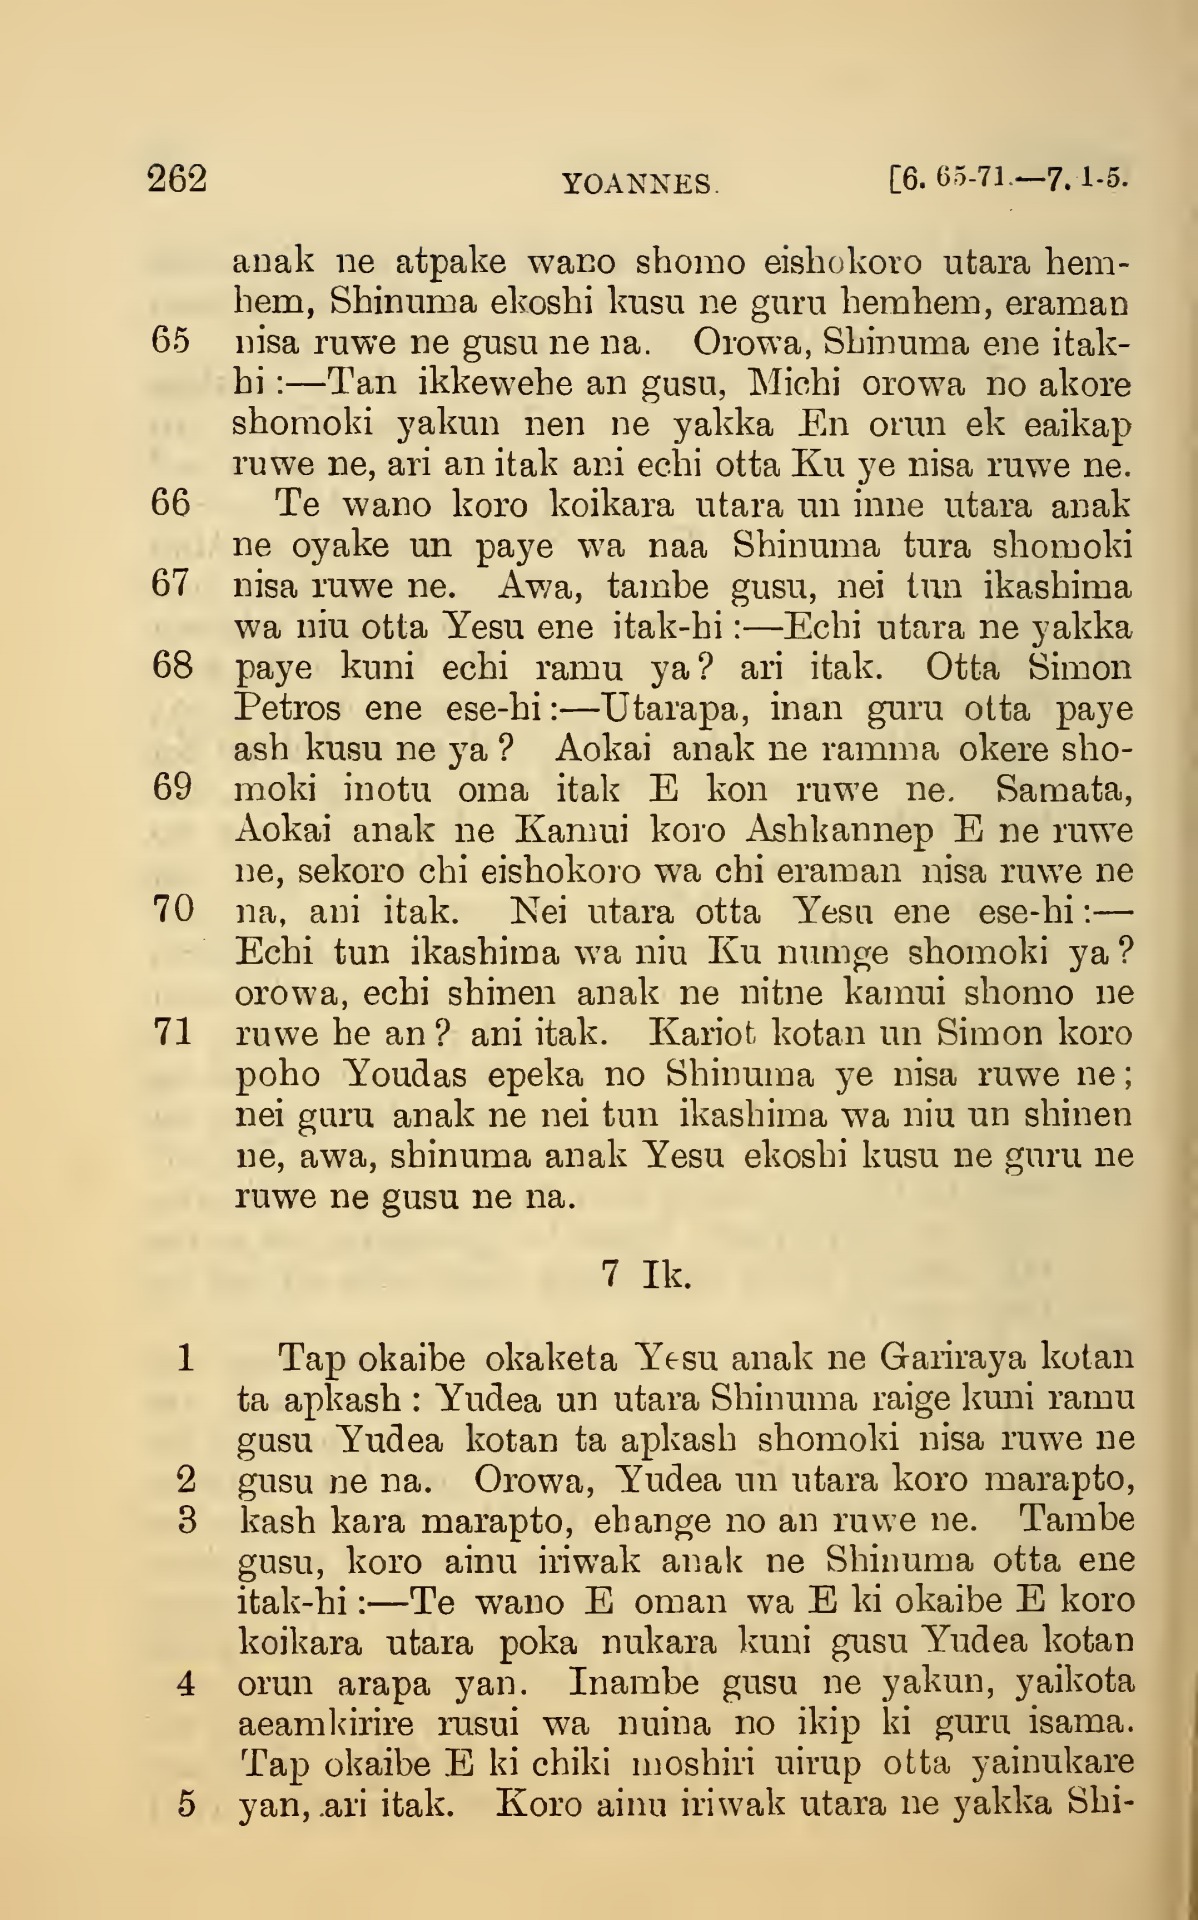 262 YOANNES. [6. 65-71.—7. 1-5.
anak ne atpake wano shomo eishokoro utara hem-
hem, Shinuma ekoshi kusu ne guru hemhem, eraman
65 nisa ruwe ne gusu ne na. Orowa, Shinuma ene itak-
hi :—Tan ikkewehe an gusu, Michi orowa no akore
shomoki yakun nen ne yakka En orun ek eaikap
ruwe ne, ari an itak ani echi otta Ku ye nisa ruwe ne.
66 Te wano koro koikara utara un inne utara anak
ne oyake un paye wa naa Shinuma tura shomoki
67 nisa ruwe ne. Awa, tambe gusu, nei tun ikashima
wa niu otta Yesu ene itak-hi :—Echi utara ne yakka
68 paye kuni echi ramu ya? ari itak. Otta Simon
Petros ene ese-hi :—Utarapa, inan guru otta paye
ash kusu ne ya? Aokai anak ne ramma okere sho-
69 moki inotu oma itak E kon ruwe ne. Samata,
Aokai anak ne Kamui koro Ashkannep E ne ruwe
ne, sekoro chi eishokoro wa chi eraman nisa ruwe ne
70 na, ani itak. Nei utara otta Yesu ene ese-hi :—
Echi tun ikashima wa niu Ku numge shomoki ya?
orowa, echi shinen anak ne nitne kamui shomo ne
71 ruwe he an? ani itak. Kariot kotan un Simon koro
poho Youdas epeka no Shinuma ye nisa ruwe ne;
nei guru anak ne nei tun ikashima wa niu un shinen
ne, awa, shinuma anak Yesu ekoshi kusu ne guru ne
ruwe ne gusu ne na.
7 Ik.
1 Tap okaibe okaketa Yesu anak ne Gariraya kotan
ta apkash : Yudea un utara Shinuma raige kuni ramu
gusu Yudea kotan ta apkash shomoki nisa ruwe ne
2 gusu ne na. Orowa, Yudea un utara koro marapto,
3 kash kara marapto, ehange no an ruwe ne. Tambe
gusu, koro ainu iriwak anak ne Shinuma otta ene
itak-hi :—Te wano E oman wa E ki okaibe E koro
koikara utara poka nukara kuni gusu Yudea kotan
4 orun arapa yan. Inambe gusu ne yakun, yaikota
aeamkirire rusui wa nuina no ikip ki guru isama.
Tap okaibe E ki chiki moshiri uirup otta yainukare
5 yan, ari itak. Koro ainu iriwak utara ne yakka Shi-